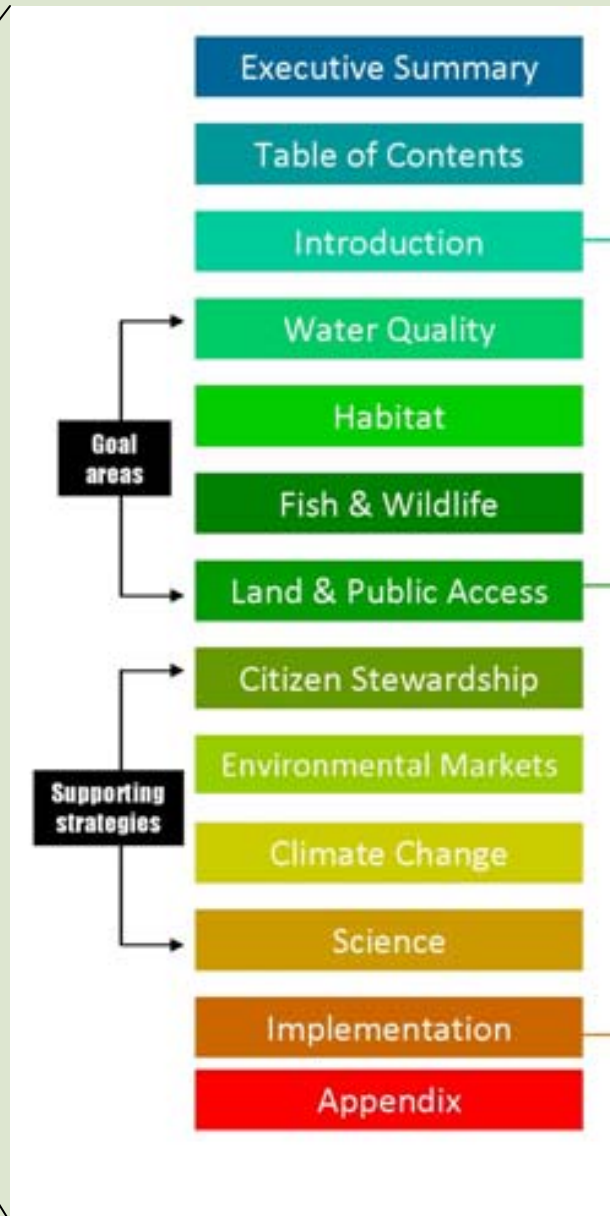 Executive Summary
Table of Contents
Introduction
Water Quality
Habitat
Goal
areas
Fish & Wildlife
Land & Public Access
Citizen Stewardship
Environmental Markets
Supporting
strategies
Climate Change
Science
Implementation
Appendix